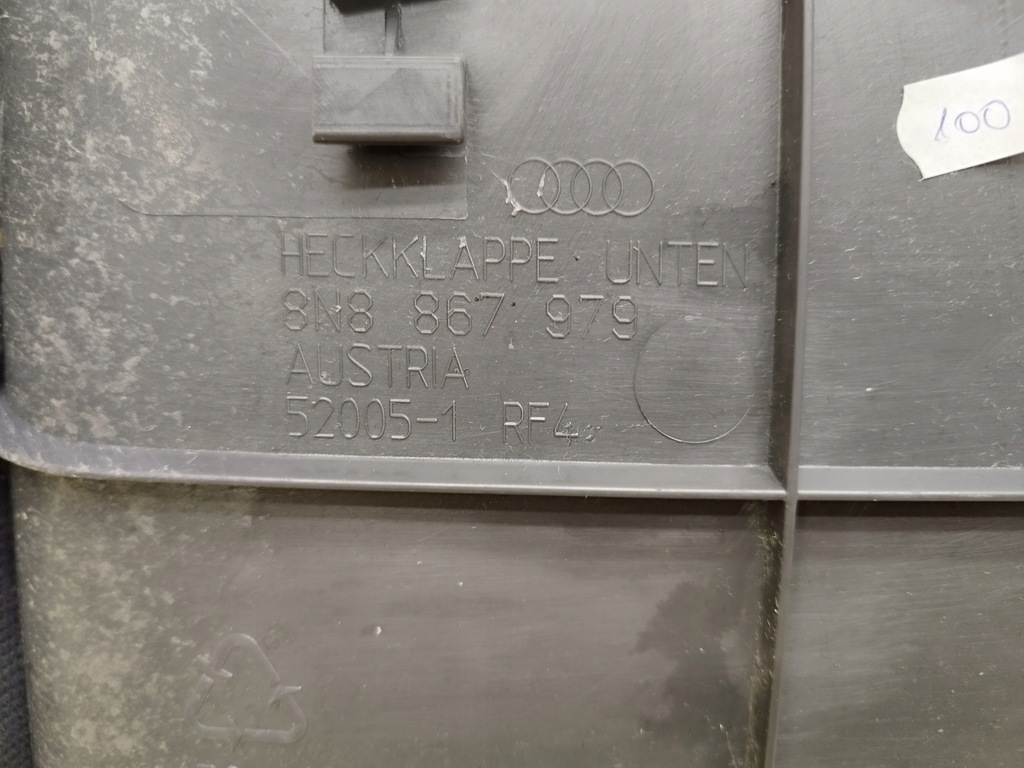 100
HECKKLAPPE UNTEN
8N8 867 979
AUSTRIA
52005-1 RF4